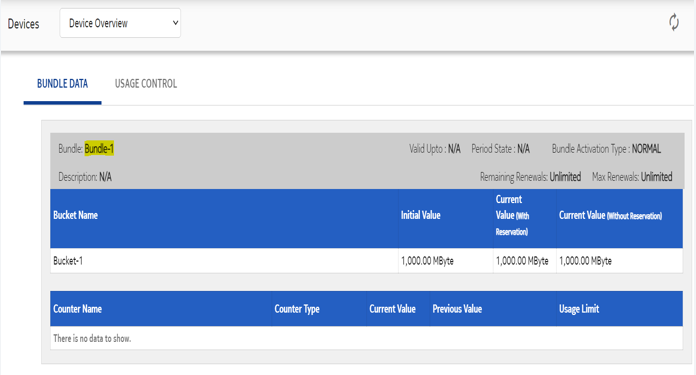 Devices Device Overview
BUNDLE DATA USAGE CONTROL
Bundle: Bundle-1 Valid Upto : N/A Period State : N/A Bundle Activation Type : NORMAL
Description: N/A Remaining Renewals: Unlimited Max Renewals: Unlimited
Bucket Name Initial Value Current Value (With Reservation) Current Value (Without Reservation)
Bucket-1 1,000.00 MByte 1,000.00 MByte 1,000.00 MByte
Counter Name Counter Type Current Value Previous Value Usage Limit
There is no data to show.